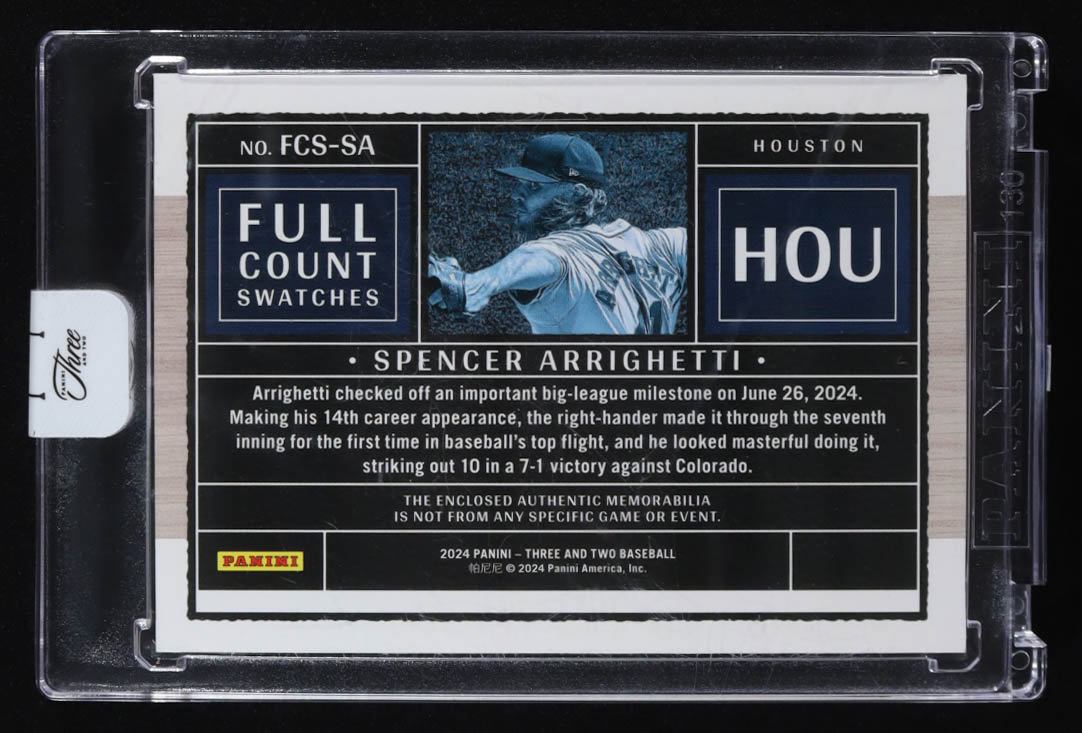 NO. FCS-SA
HOUSTON
FULL
COUNT
SWATCHES
HOU
• SPENCER ARRIGHETTI •
Arrighetti checked off an important big-league milestone on June 26, 2024.
Making his 14th career appearance, the right-hander made it through the seventh
inning for the first time in baseball's top flight, and he looked masterful doing it,
striking out 10 in a 7-1 victory against Colorado.
THE ENCLOSED AUTHENTIC MEMORABILIA
IS NOT FROM ANY SPECIFIC GAME OR EVENT.
PANINI
2024 PANINI – THREE AND TWO BASEBALL
帕尼尼 © 2024 Panini America, Inc.
PANINI
Three
AND TWO
130
PANINI